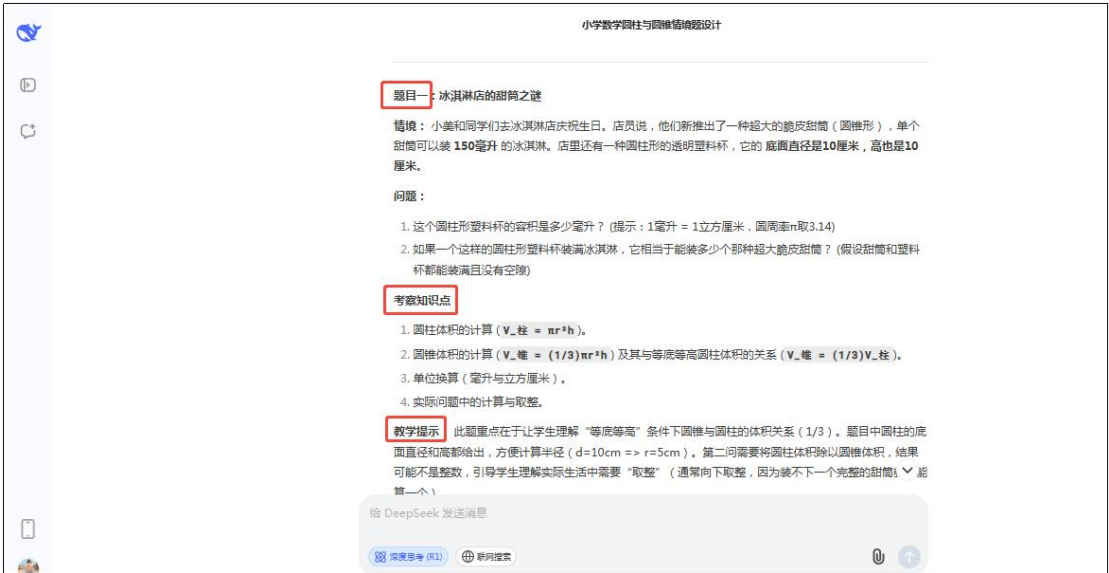 小学数学圆柱与圆锥情境题设计
题目一：冰淇淋店的甜筒之谜
情境： 小美和同学们去冰淇淋店庆祝生日。店员说，他们新推出了一种超大的脆皮甜筒（圆锥形），单个
甜筒可以装 150毫升 的冰淇淋。店里还有一种圆柱形的透明塑料杯，它的 底面直径是10厘米，高也是10
厘米。
问题：
1. 这个圆柱形塑料杯的容积是多少毫升？ (提示：1毫升 = 1立方厘米，圆周率π取3.14)
2. 如果一个这样的圆柱形塑料杯装满冰淇淋，它相当于能装多少个那种超大脆皮甜筒？ (假设甜筒和塑料
杯都能装满且没有空隙)
考察知识点
1. 圆柱体积的计算 ( V_柱 = πr²h )。
2. 圆锥体积的计算 ( V_锥 = (1/3)πr²h ) 及其与等底等高圆柱体积的关系 ( V_锥 = (1/3)V_柱 )。
3. 单位换算（毫升与立方厘米）。
4. 实际问题中的计算与取整。
教学提示 此题重点在于让学生理解“等底等高”条件下圆锥与圆柱的体积关系（1/3）。题目中圆柱的底
面直径和高都给出，方便计算半径（d=10cm => r=5cm）。第二问需要将圆柱体积除以圆锥体积，结果
可能不是整数，引导学生理解实际生活中需要“取整”（通常向下取整，因为装不下一个完整的甜筒 能
算一个）
给 DeepSeek 发送消息
深度思考 (R1) 联网搜索